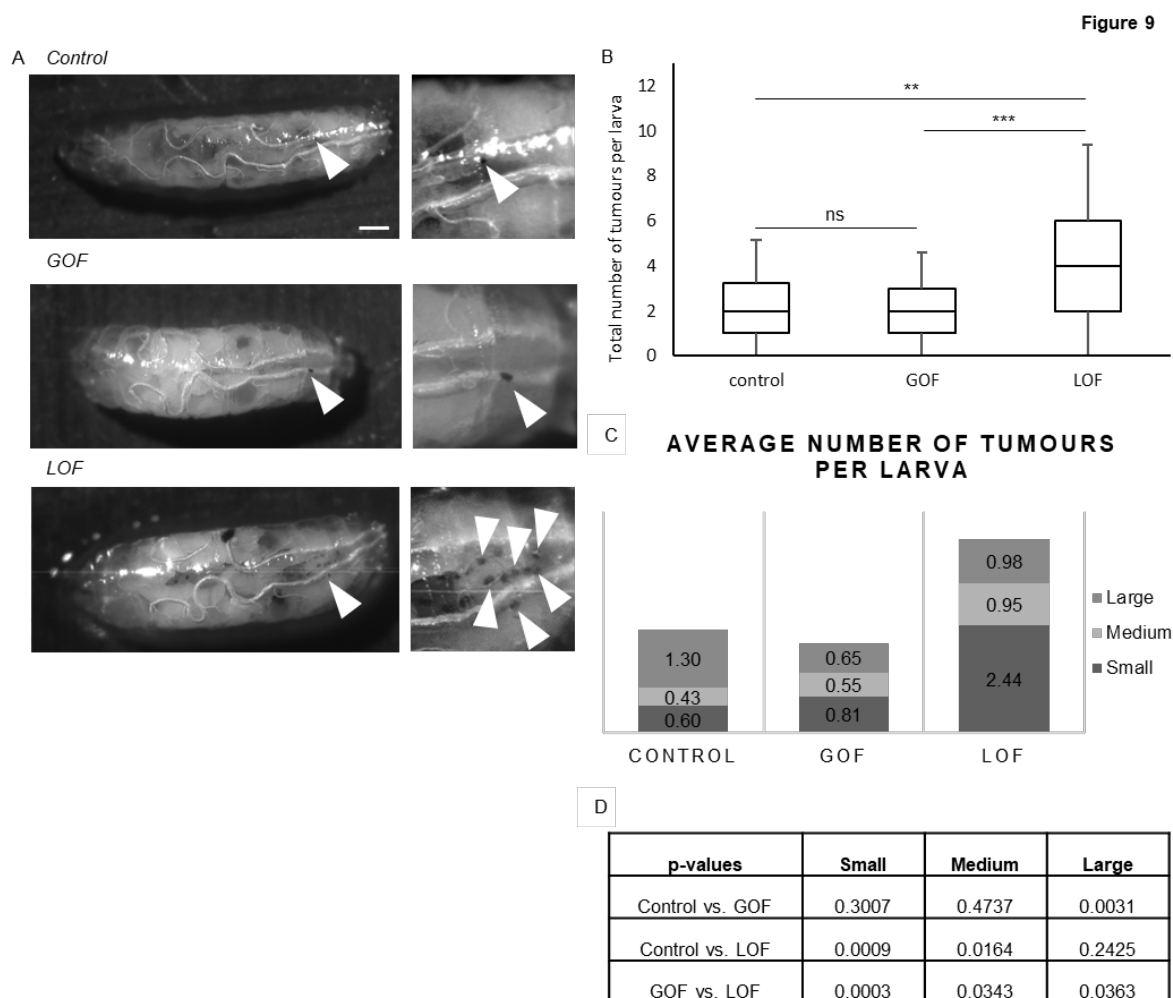 Figure 9
A Control
GOF
LOF
B
Total number of tumours per larva
12
10
8
6
4
2
0
**
***
ns
control GOF LOF
C
AVERAGE NUMBER OF TUMOURS
PER LARVA
1.30
0.43
0.60
0.65
0.55
0.81
0.98
0.95
2.44
Large
Medium
Small
CONTROL GOF LOF
D
p-values Small Medium Large
Control vs. GOF 0.3007 0.4737 0.0031
Control vs. LOF 0.0009 0.0164 0.2425
GOF vs. LOF 0.0003 0.0343 0.0363